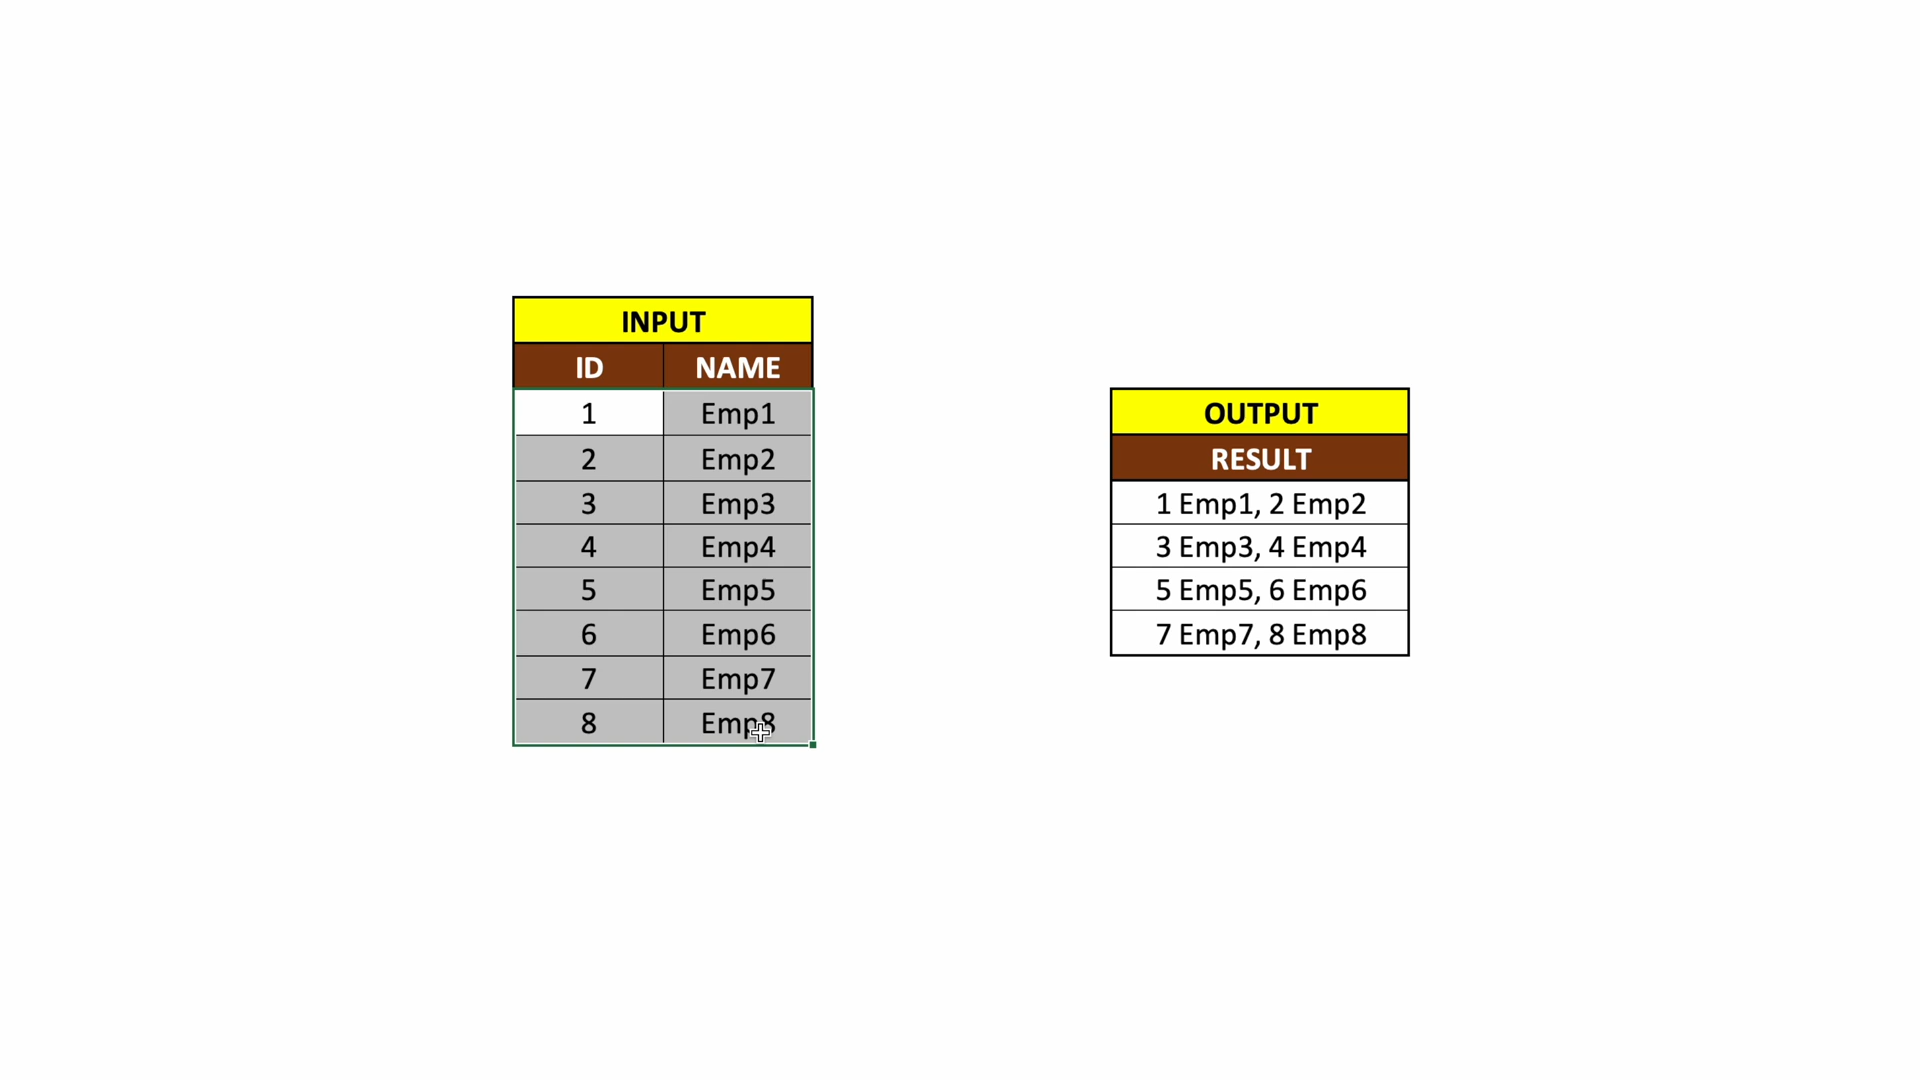 INPUT
ID NAME
1 Emp1
2 Emp2
3 Emp3
4 Emp4
5 Emp5
6 Emp6
7 Emp7
8 Emp8
OUTPUT
RESULT
1 Emp1, 2 Emp2
3 Emp3, 4 Emp4
5 Emp5, 6 Emp6
7 Emp7, 8 Emp8